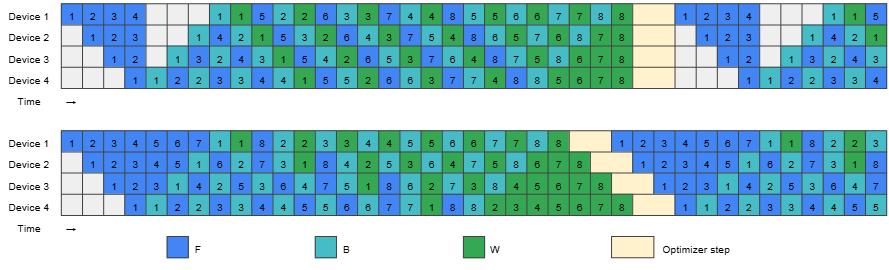 Device 1 1 2 3 4 1 1 5 2 2 6 3 3 7 4 4 8 5 5 6 6 7 7 8 8 1 2 3 4 1 1 5
Device 2 1 2 3 1 4 2 1 5 3 2 6 4 3 7 5 4 8 6 5 7 6 8 7 8 1 2 3 1 4 2 1
Device 3 1 2 1 3 2 4 3 1 5 4 2 6 5 3 7 6 4 8 7 5 8 6 7 8 1 2 1 3 2 4 3
Device 4 1 1 2 2 3 3 4 4 1 5 5 2 6 6 3 7 7 4 8 8 5 6 7 8 1 1 2 2 3 3 4
Time →
Device 1 1 2 3 4 5 6 7 1 1 8 2 2 3 3 4 4 5 5 6 6 7 7 8 8 1 2 3 4 5 6 7 1 1 8 2 2 3
Device 2 1 2 3 4 5 1 6 2 7 3 1 8 4 2 5 3 6 4 7 5 8 6 7 8 1 2 3 4 5 1 6 2 7 3 1 8
Device 3 1 2 3 1 4 2 5 3 6 4 7 5 1 8 6 2 7 3 8 4 5 6 7 8 1 2 3 1 4 2 5 3 6 4 7
Device 4 1 1 2 2 3 3 4 4 5 5 6 6 7 7 1 8 8 2 3 4 5 6 7 8 1 1 2 2 3 3 4 4 5 5
Time →
F B W Optimizer step